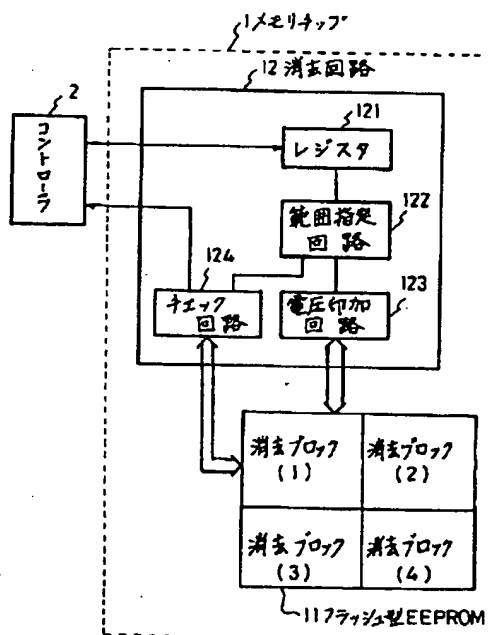 1メモリチップ
12消去回路
2
コントローラ
121
レジスタ
122
範囲指定
回路
124
チェック
回路
123
電圧印加
回路
消去ブロック
(1)
消去ブロック
(2)
消去ブロック
(3)
消去ブロック
(4)
11フラッシュ型EEPROM